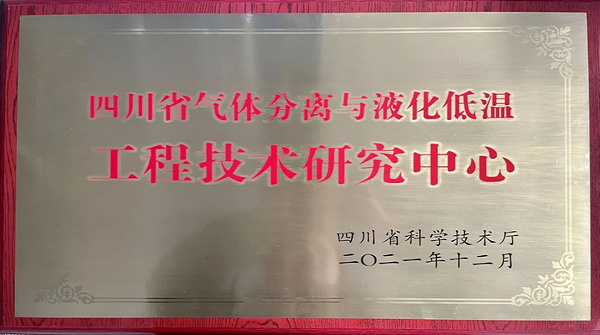 四川省气体分离与液化低温
工程技术研究中心
四川省科学技术厅
二〇二一年十二月